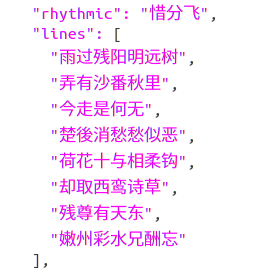 "rhythmic": "惜分飞",
"lines": [
"雨过残阳明远树",
"弄有沙番秋里",
"今走是何无",
"楚後消愁愁似恶",
"荷花十与相柔钩",
"却取西鸾诗草",
"残尊有天东",
"嫩州彩水兄酬忘"
],